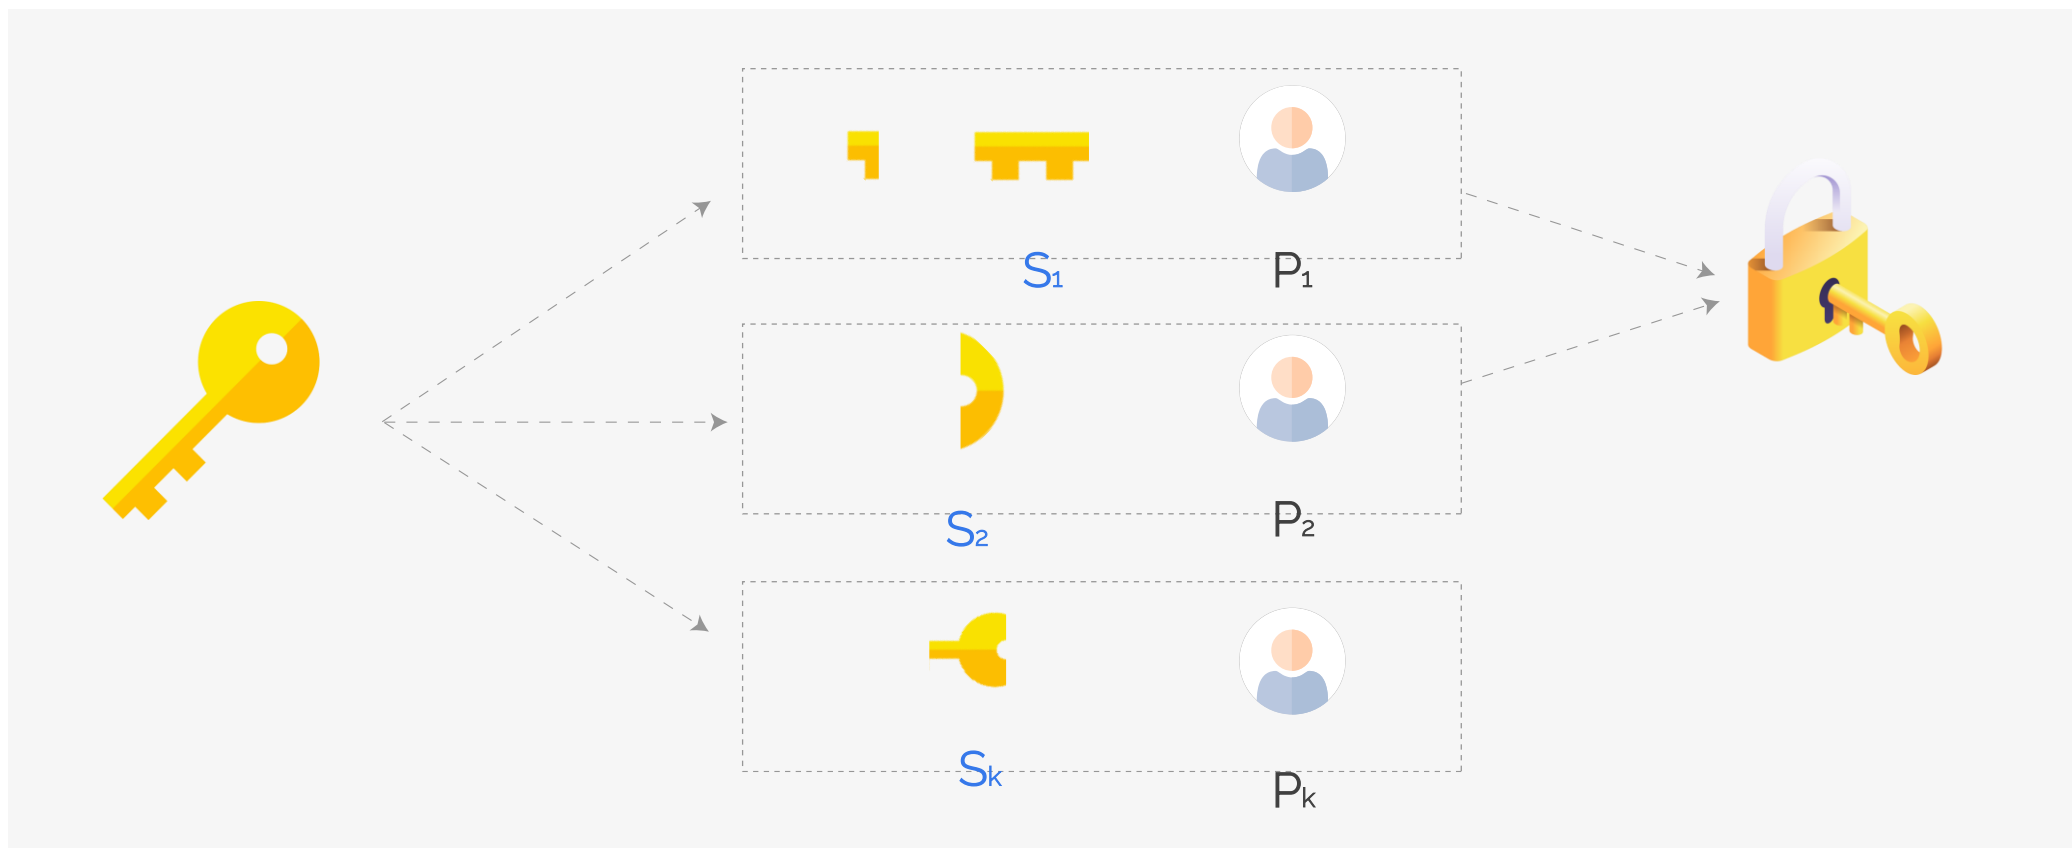 S₁ P₁
S₂ P₂
Sₖ Pₖ